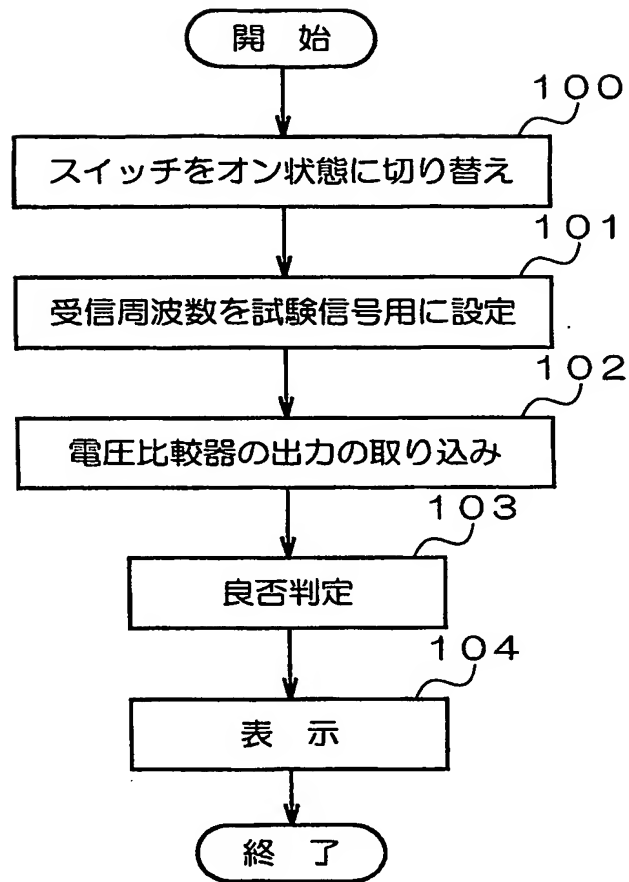 開 始
100
スイッチをオン状態に切り替え
101
受信周波数を試験信号用に設定
102
電圧比較器の出力の取り込み
103
良否判定
104
表 示
終 了